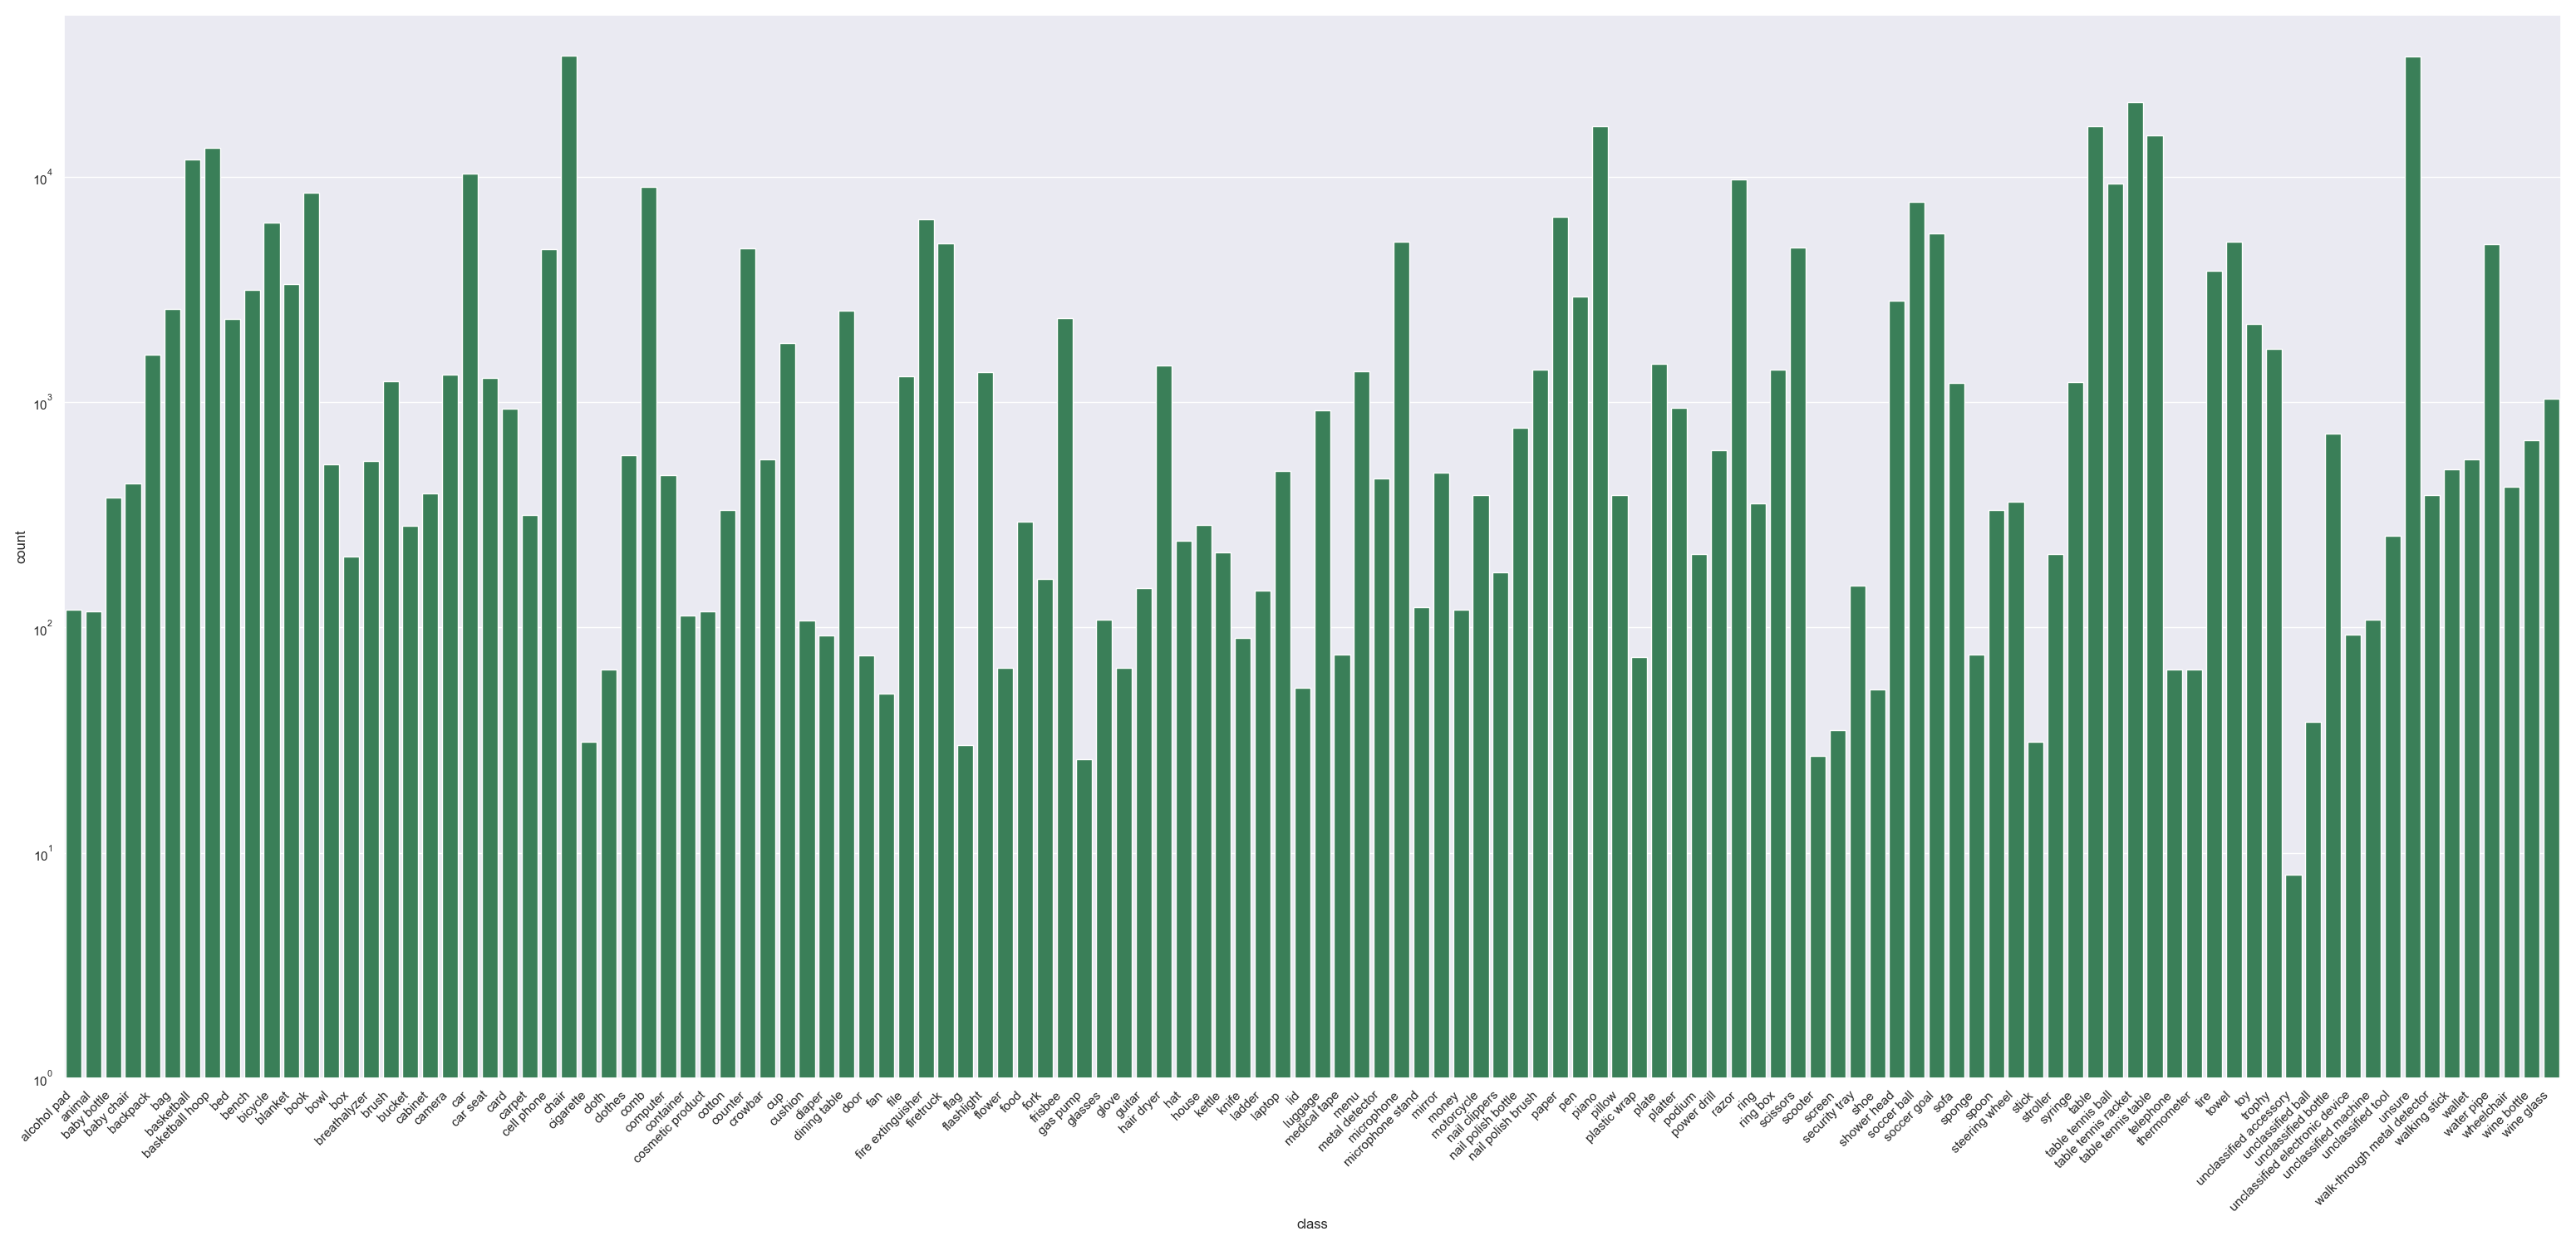 count
10^4
10^3
10^2
10^1
10^0
alcohol pad
animal
baby bottle
baby chair
backpack
bag
basketball
basketball hoop
bed
bench
bicycle
blanket
book
bowl
box
breathalyzer
brush
bucket
cabinet
camera
car
car seat
card
carpet
cell phone
chair
cigarette
cloth
clothes
comb
computer
container
cosmetic product
cotton
counter
crowbar
cup
cushion
diaper
dining table
door
fan
file
fire extinguisher
firetruck
flag
flashlight
flower
food
fork
frisbee
gas pump
glasses
glove
guitar
hair dryer
hat
house
kettle
knife
ladder
laptop
lid
luggage
medical tape
menu
metal detector
microphone
microphone stand
mirror
money
motorcycle
nail clippers
nail polish bottle
nail polish brush
paper
pen
piano
pillow
plastic wrap
plate
platter
podium
power drill
razor
ring
ring box
scissors
scooter
screen
security tray
shoe
shower head
soccer ball
soccer goal
sofa
sponge
spoon
steering wheel
stick
stroller
syringe
table
table tennis ball
table tennis racket
table tennis table
telephone
thermometer
tire
towel
toy
trophy
unclassified accessory
unclassified ball
unclassified bottle
unclassified electronic device
unclassified machine
unclassified tool
unsure
walk-through metal detector
walking stick
wallet
water pipe
wheelchair
wine bottle
wine glass
class